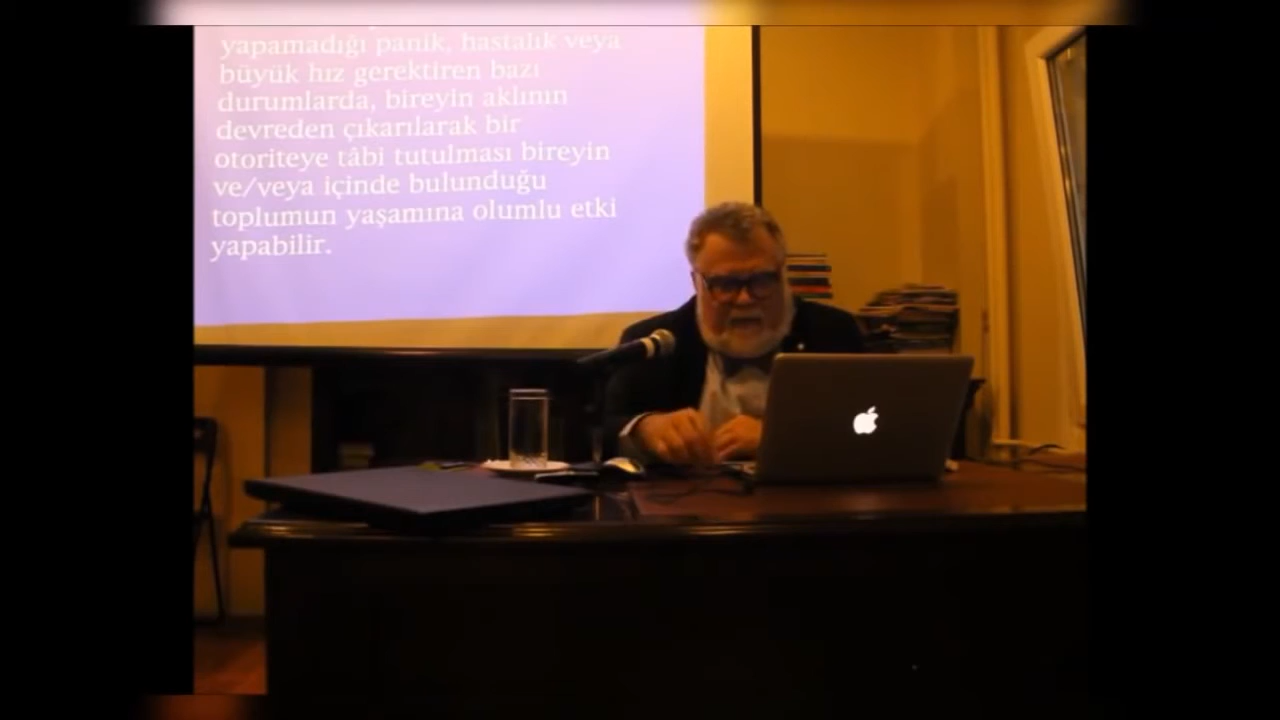 yapamadığı panik, hastalık veya
büyük hız gerektiren bazı
durumlarda, bireyin aklının
devreden çıkarılarak bir
otoriteye tâbi tutulması bireyin
ve/veya içinde bulunduğu
toplumun yaşamına olumlu etki
yapabilir.